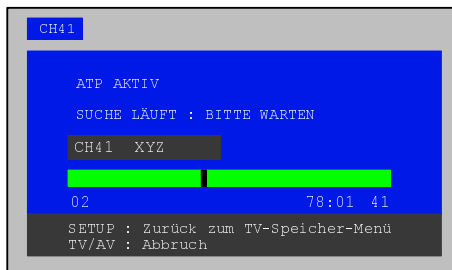 CH41
ATP AKTIV
SUCHE LÄUFT : BITTE WARTEN
CH41 XYZ
02 78:01 41
SETUP : Zurück zum TV-Speicher-Menü
TV/AV : Abbruch